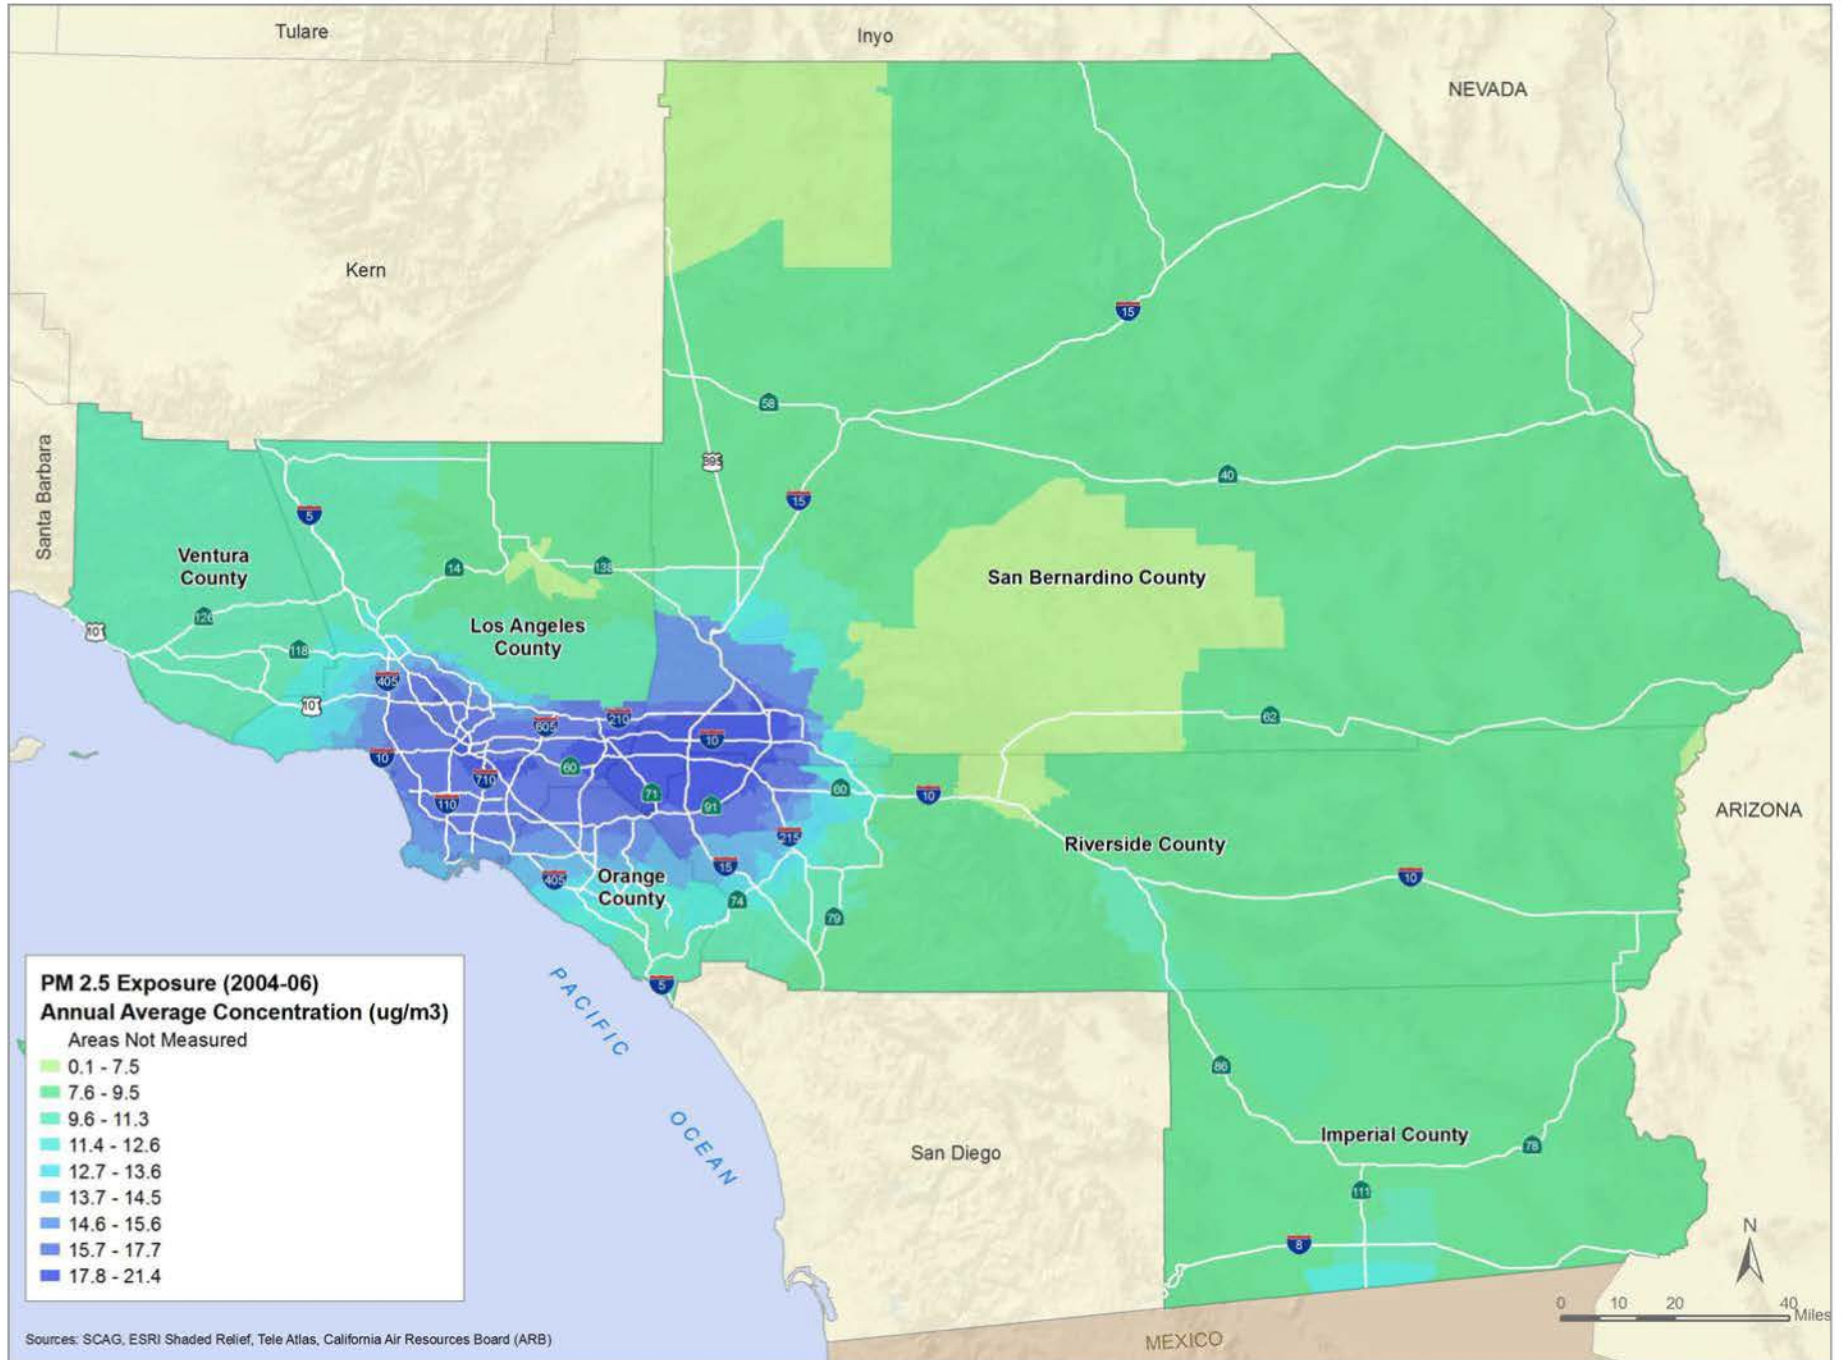 Tulare
Inyo
NEVADA
Kern
15
58
395
40
15
Santa Barbara
5
Ventura
County
14
138
San Bernardino County
126
101
Los Angeles
County
118
405
101
62
605
210
10
10
60
710
71
91
110
60
10
ARIZONA
215
Riverside County
15
405
Orange
County
10
74
79
5
PM 2.5 Exposure (2004-06)
Annual Average Concentration (ug/m3)
Areas Not Measured
0.1 - 7.5
7.6 - 9.5
9.6 - 11.3
11.4 - 12.6
12.7 - 13.6
13.7 - 14.5
14.6 - 15.6
15.7 - 17.7
17.8 - 21.4
PACIFIC
OCEAN
86
San Diego
Imperial County
78
111
8
N
0 10 20 40
Miles
Sources: SCAG, ESRI Shaded Relief, Tele Atlas, California Air Resources Board (ARB)
MEXICO